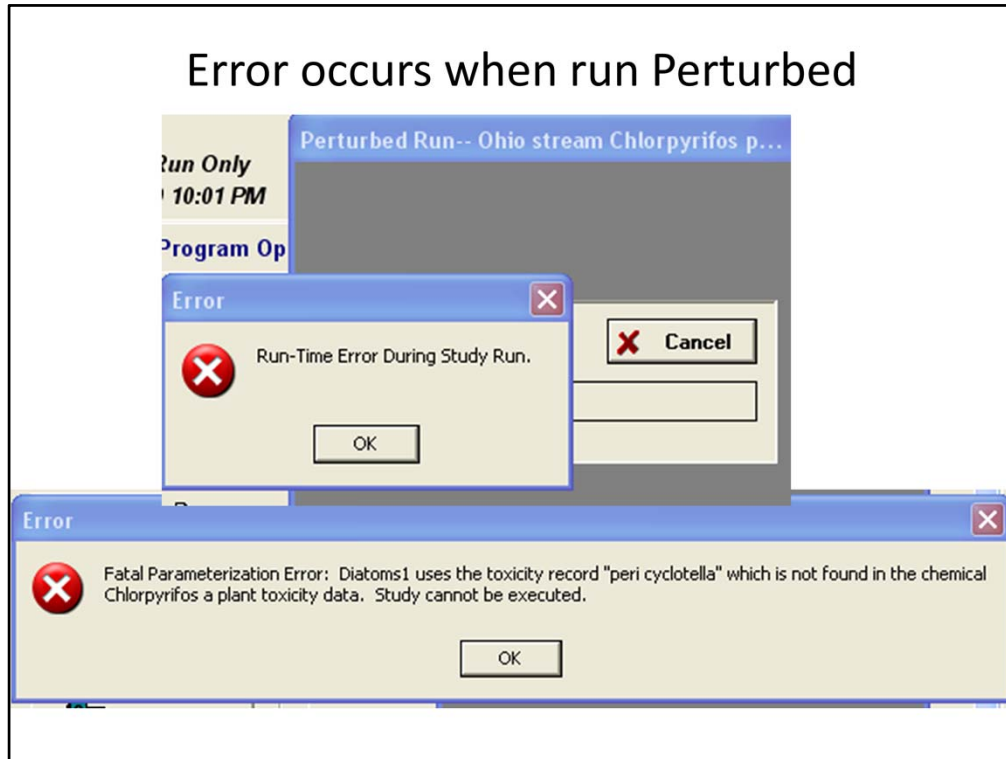 Error occurs when run Perturbed
Perturbed Run-- Ohio stream Chlorpyrifos p...
Run Only
10:01 PM
Program Op
Error
Cancel
Run-Time Error During Study Run.
OK
Error
Fatal Parameterization Error: Diatoms1 uses the toxicity record "peri cyclotella" which is not found in the chemical
Chlorpyrifos a plant toxicity data. Study cannot be executed.
OK